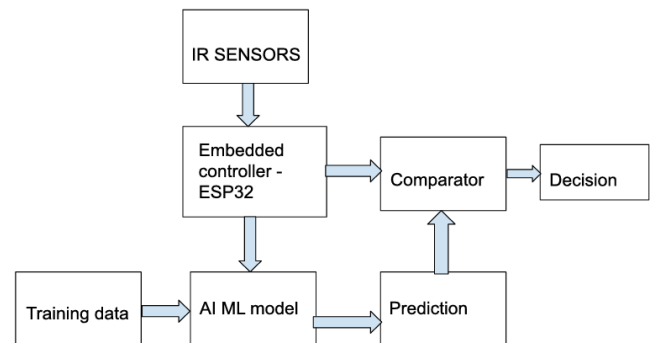 IR SENSORS
Embedded
controller -
ESP32
Comparator
Decision
Training data
AI ML model
Prediction